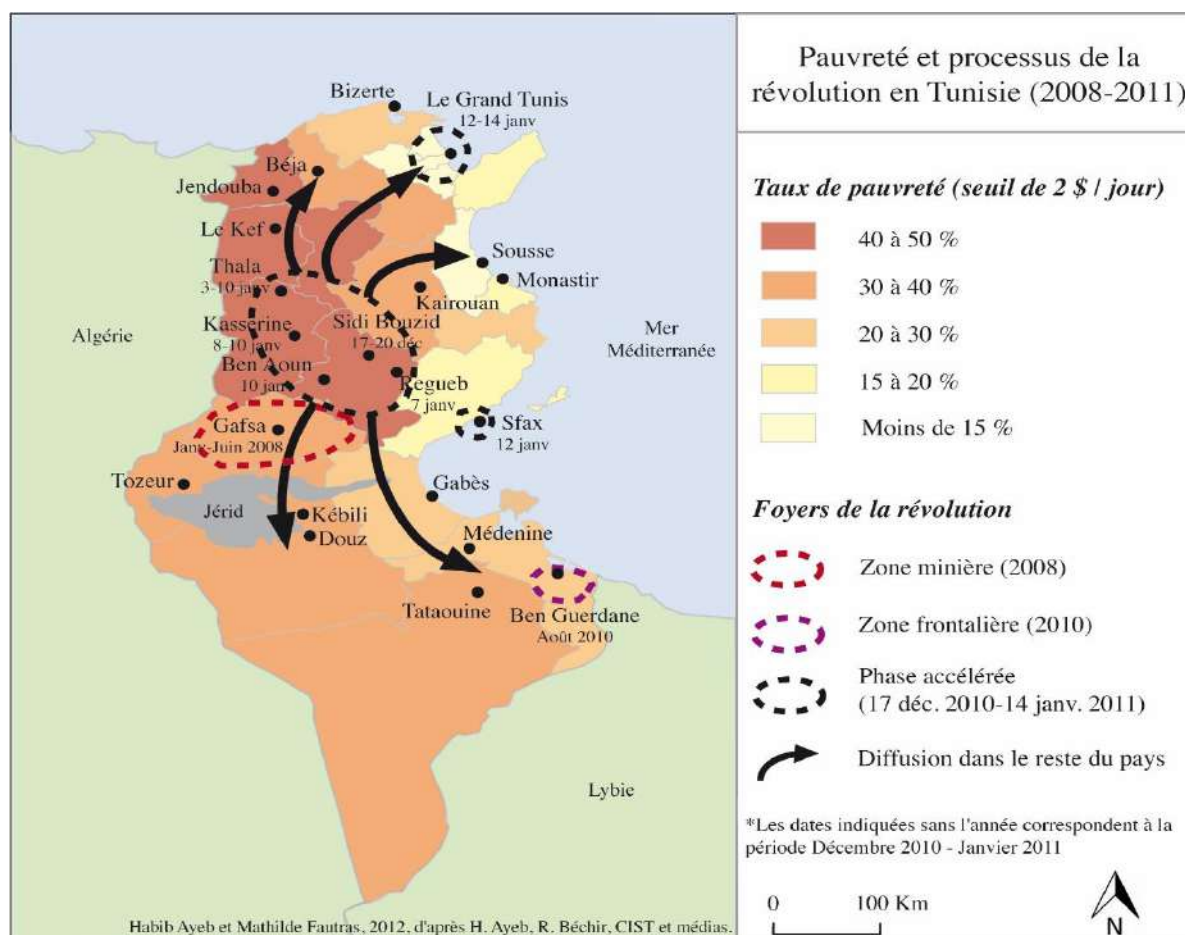 Pauvreté et processus de la
révolution en Tunisie (2008-2011)
Bizerte
Le Grand Tunis
12-14 janv
Béja
Jendouba
Le Kef
Thala
3-10 janv
Sousse
Monastir
Kairouan
Kasserine
8-10 janv
Sidi Bouzid
17-20 déc
Ben Aoun
10 jan
Regueb
7 janv
Algérie
Mer
Méditerranée
Gafsa
Janv-Juin 2008
Sfax
12 janv
Tozeur
Jérid
Kébili
Douz
Gabès
Médenine
Tataouine
Ben Guerdane
Août 2010
Lybie
Habib Ayeb et Mathilde Fautras, 2012, d'après H. Ayeb, R. Béchir, CIST et médias.
Taux de pauvreté (seuil de 2 $ / jour)
40 à 50 %
30 à 40 %
20 à 30 %
15 à 20 %
Moins de 15 %
Foyers de la révolution
Zone minière (2008)
Zone frontalière (2010)
Phase accélérée
(17 déc. 2010-14 janv. 2011)
Diffusion dans le reste du pays
*Les dates indiquées sans l'année correspondent à la
période Décembre 2010 - Janvier 2011
0 100 Km
N